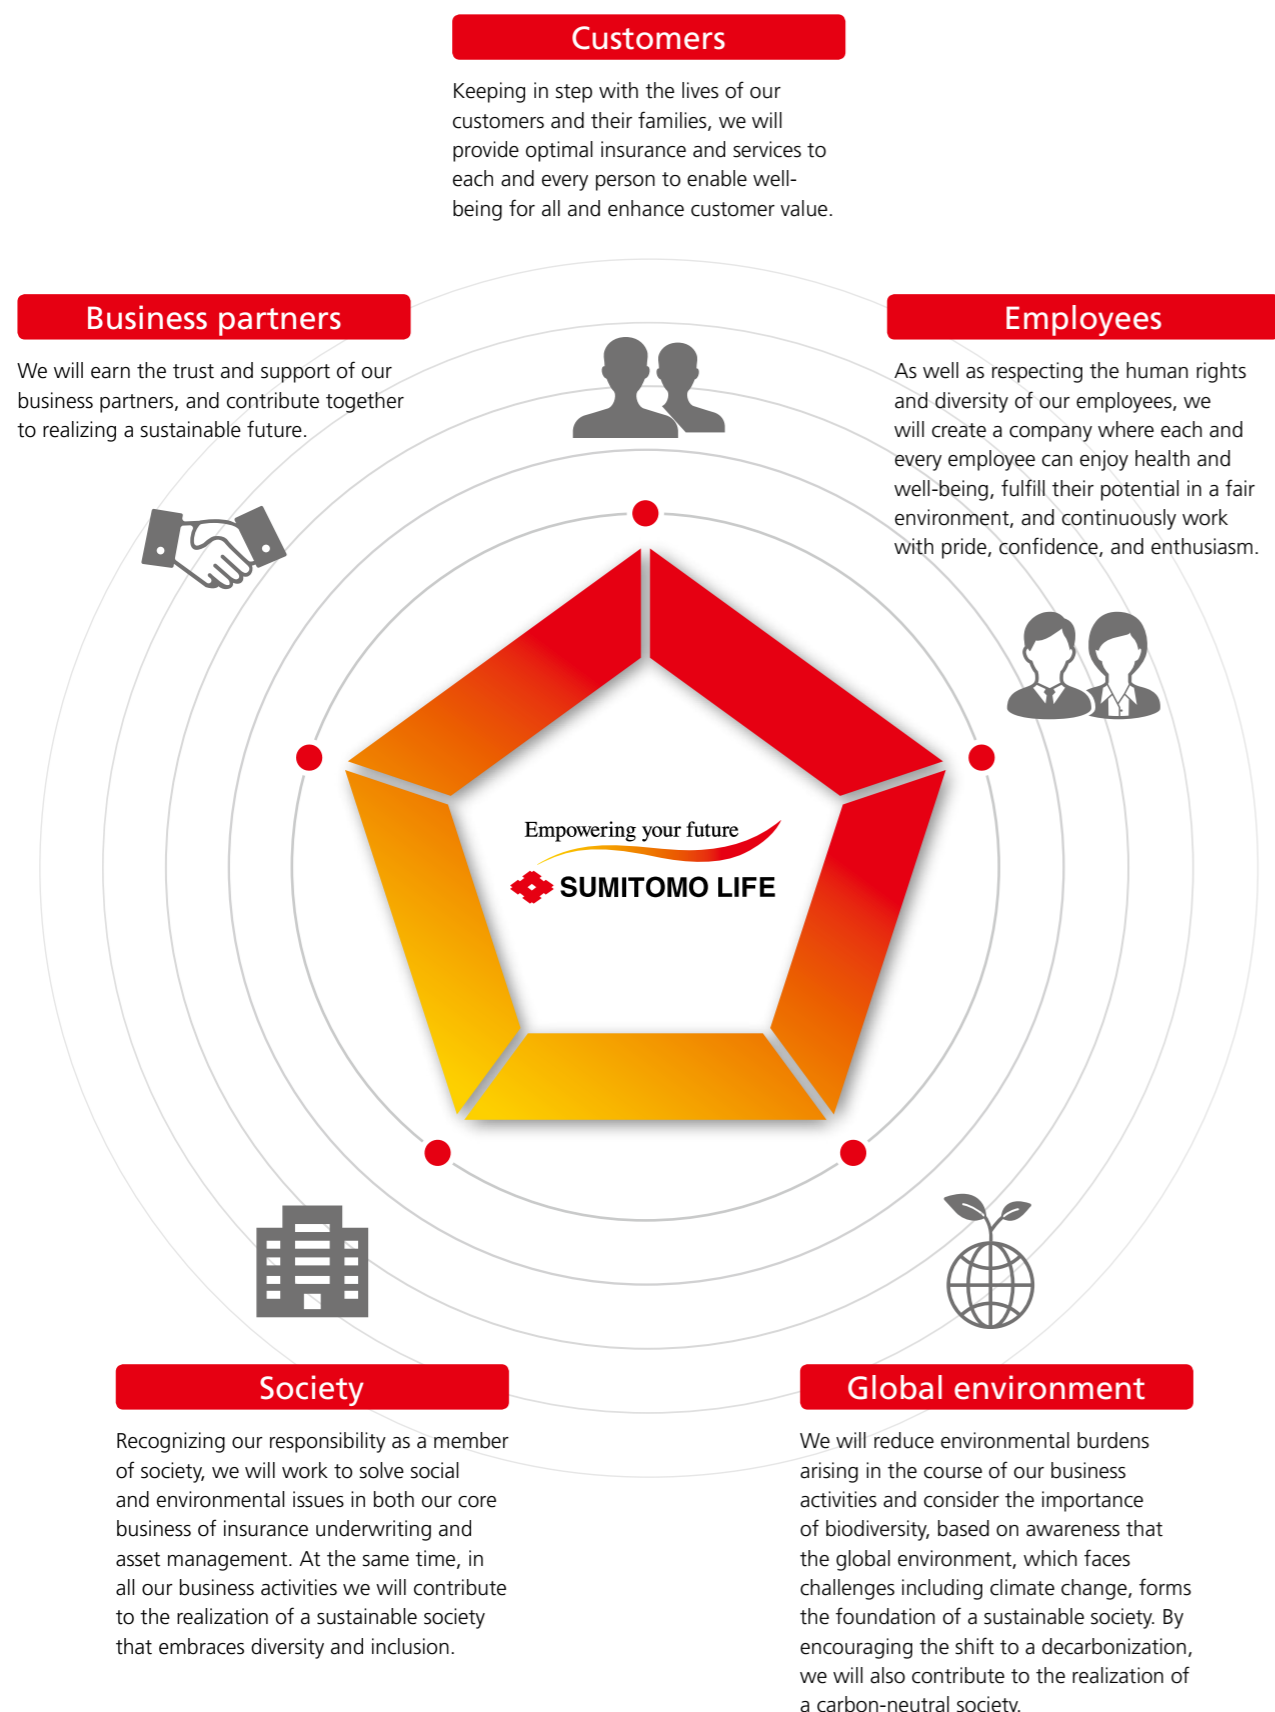 Customers
Keeping in step with the lives of our
customers and their families, we will
provide optimal insurance and services to
each and every person to enable well-
being for all and enhance customer value.
Business partners
We will earn the trust and support of our
business partners, and contribute together
to realizing a sustainable future.
Employees
As well as respecting the human rights
and diversity of our employees, we
will create a company where each and
every employee can enjoy health and
well-being, fulfill their potential in a fair
environment, and continuously work
with pride, confidence, and enthusiasm.
Empowering your future
SUMITOMO LIFE
Society
Recognizing our responsibility as a member
of society, we will work to solve social
and environmental issues in both our core
business of insurance underwriting and
asset management. At the same time, in
all our business activities we will contribute
to the realization of a sustainable society
that embraces diversity and inclusion.
Global environment
We will reduce environmental burdens
arising in the course of our business
activities and consider the importance
of biodiversity, based on awareness that
the global environment, which faces
challenges including climate change, forms
the foundation of a sustainable society. By
encouraging the shift to a decarbonization,
we will also contribute to the realization of
a carbon-neutral society.